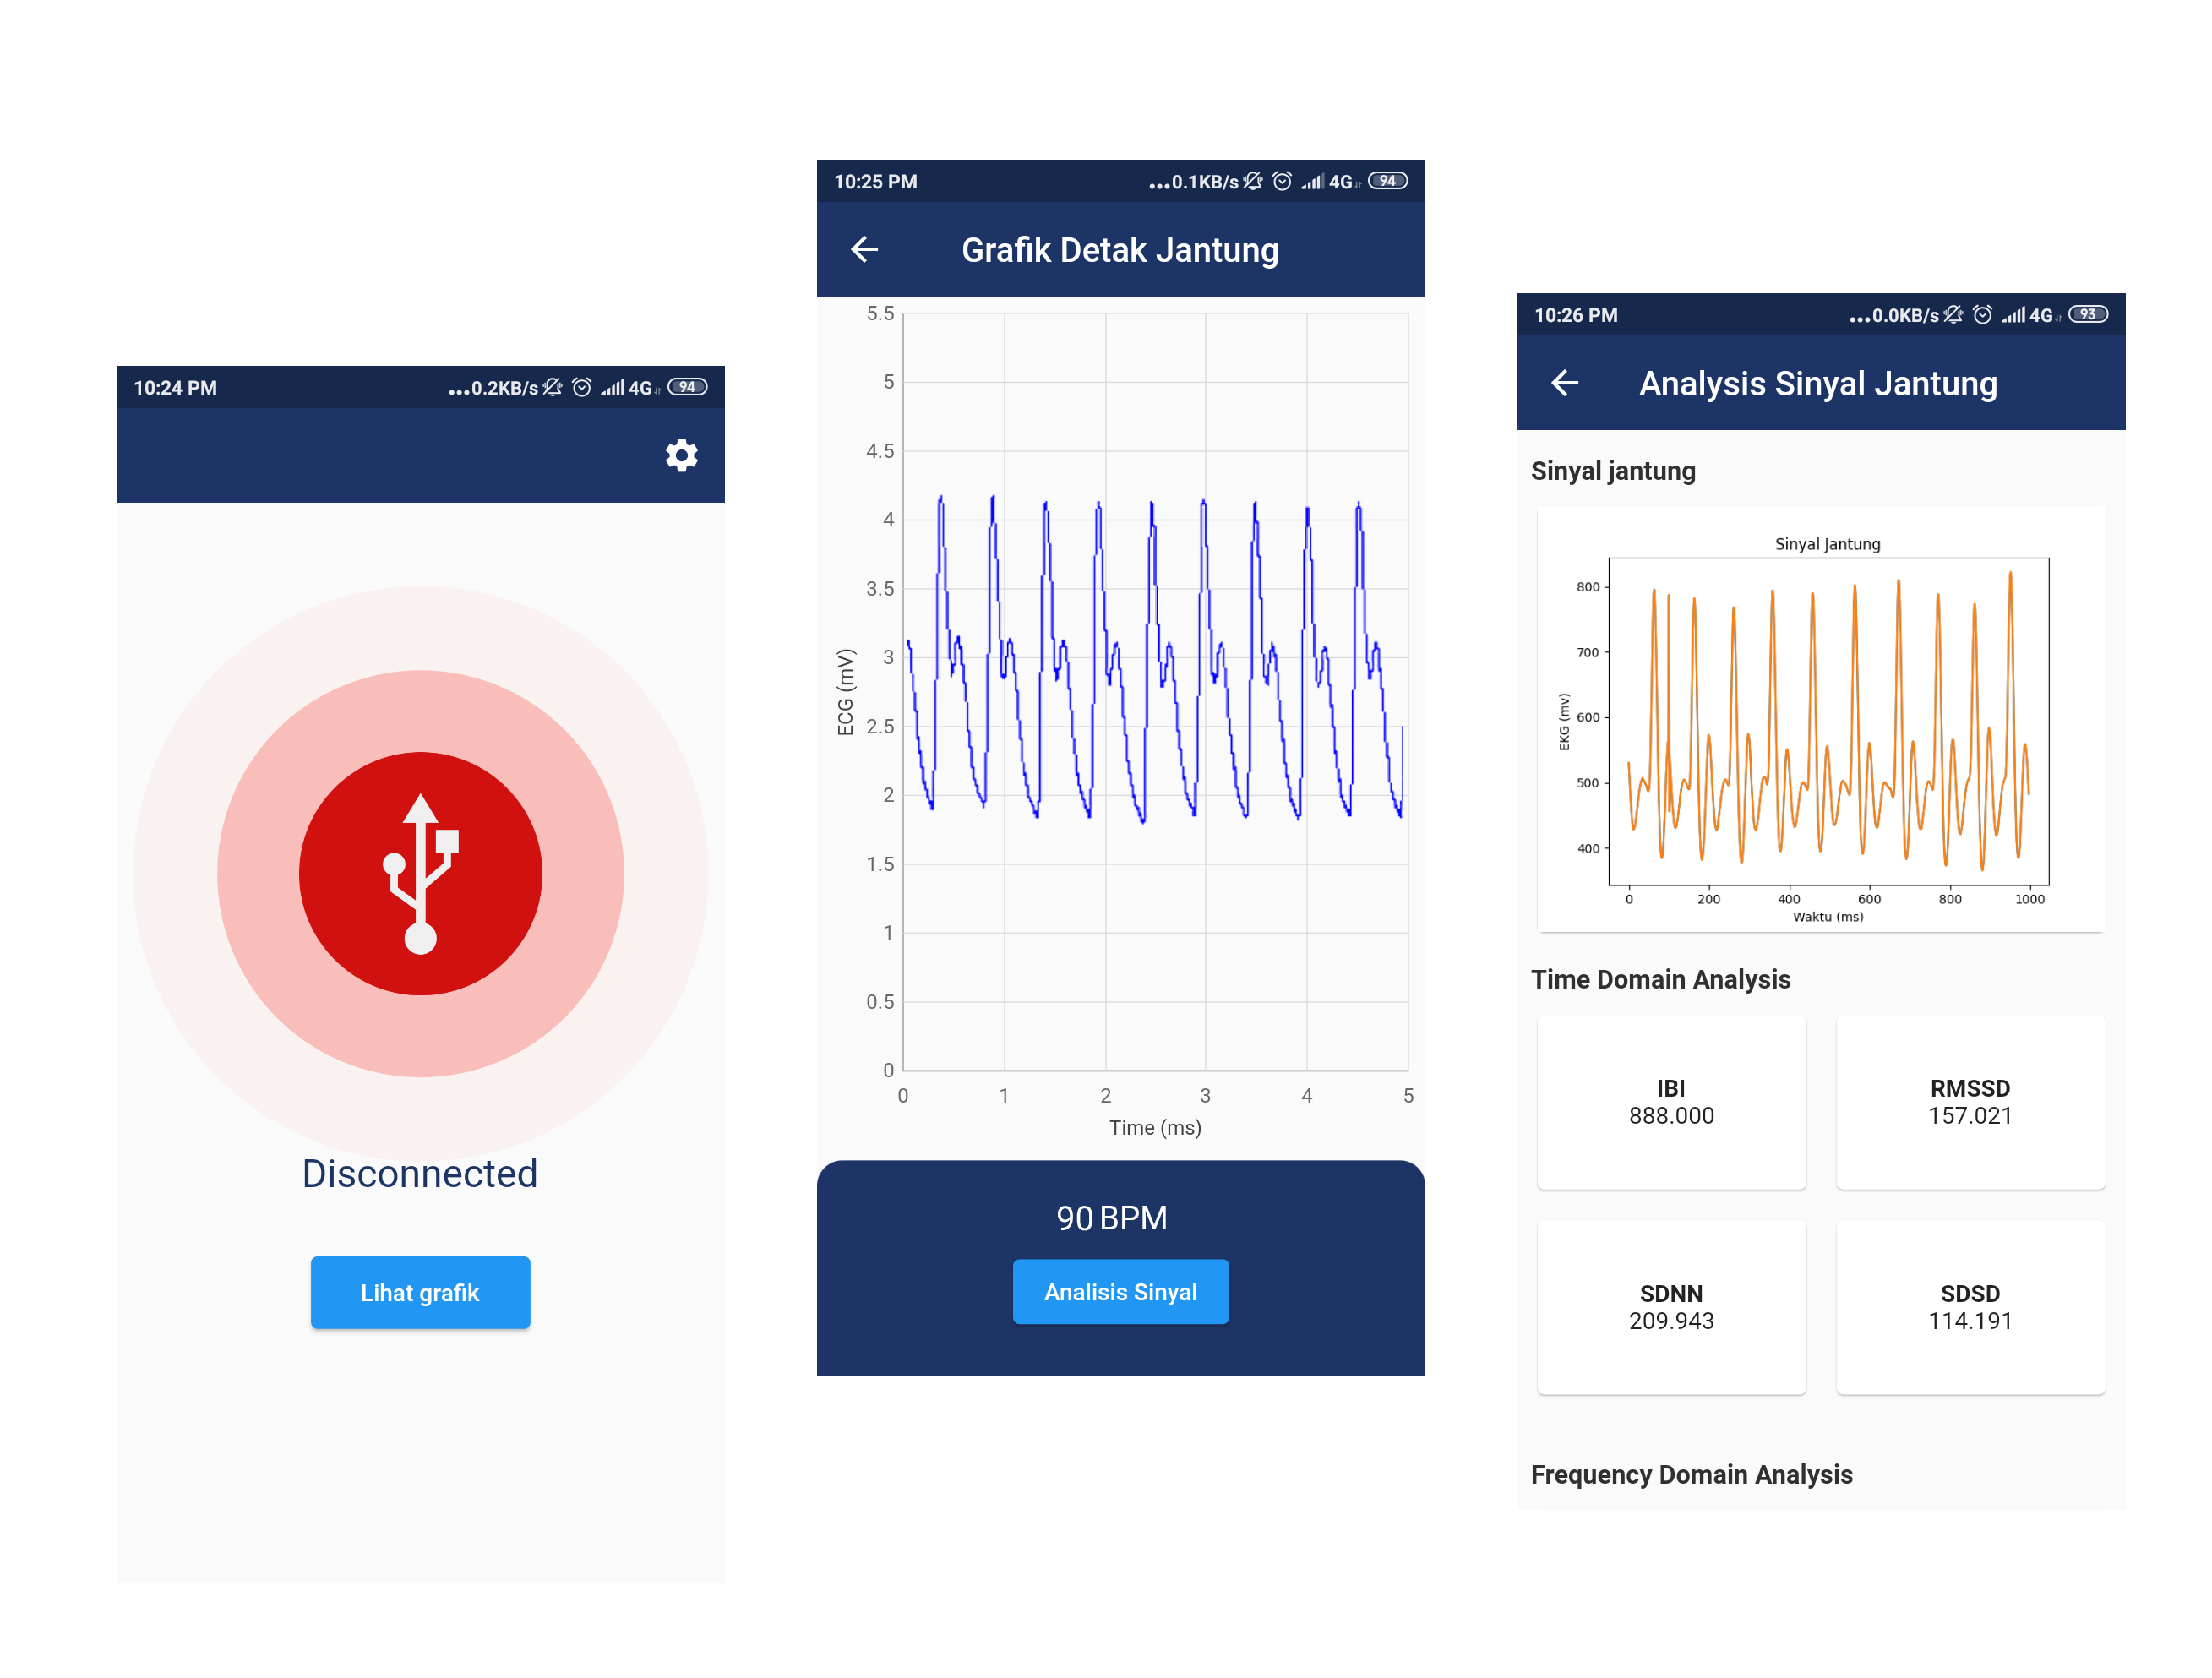 10:24 PM ...0.2KB/s 4G 94
Disconnected
Lihat grafik
10:25 PM ...0.1KB/s 4G 94
Grafik Detak Jantung
5.5
5
4.5
4
3.5
3
2.5
2
1.5
1
0.5
0
ECG (mV)
0 1 2 3 4 5
Time (ms)
90 BPM
Analisis Sinyal
10:26 PM ...0.0KB/s 4G 93
Analysis Sinyal Jantung
Sinyal jantung
Sinyal Jantung
800
700
600
500
400
EKG (mv)
0 200 400 600 800 1000
Waktu (ms)
Time Domain Analysis
IBI
888.000
RMSSD
157.021
SDNN
209.943
SDSD
114.191
Frequency Domain Analysis